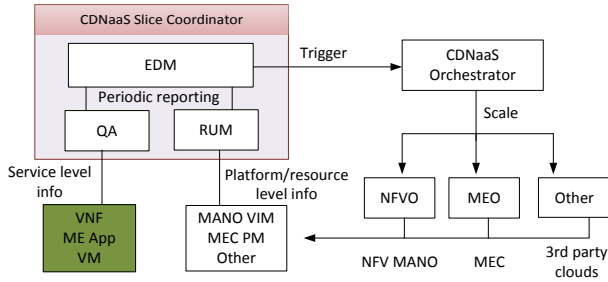 CDNaaS Slice Coordinator
EDM
Periodic reporting
QA
RUM
Trigger
CDNaaS
Orchestrator
Scale
Service level
info
Platform/resource
level info
VNF
ME App
VM
MANO VIM
MEC PM
Other
NFVO
MEO
Other
NFV MANO
MEC
3rd party
clouds